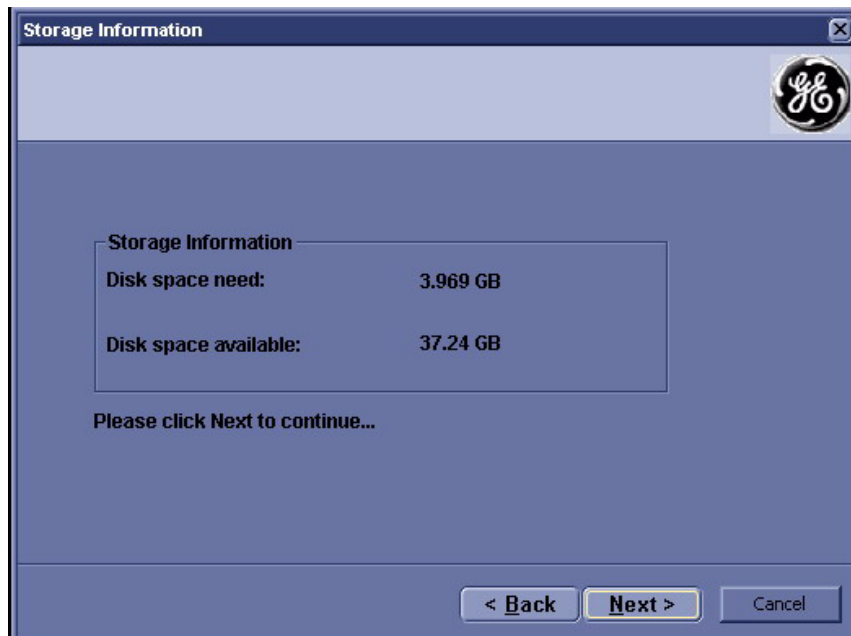 Storage Information
GE
Storage Information
Disk space need: 3.969 GB
Disk space available: 37.24 GB
Please click Next to continue...
< Back Next > Cancel